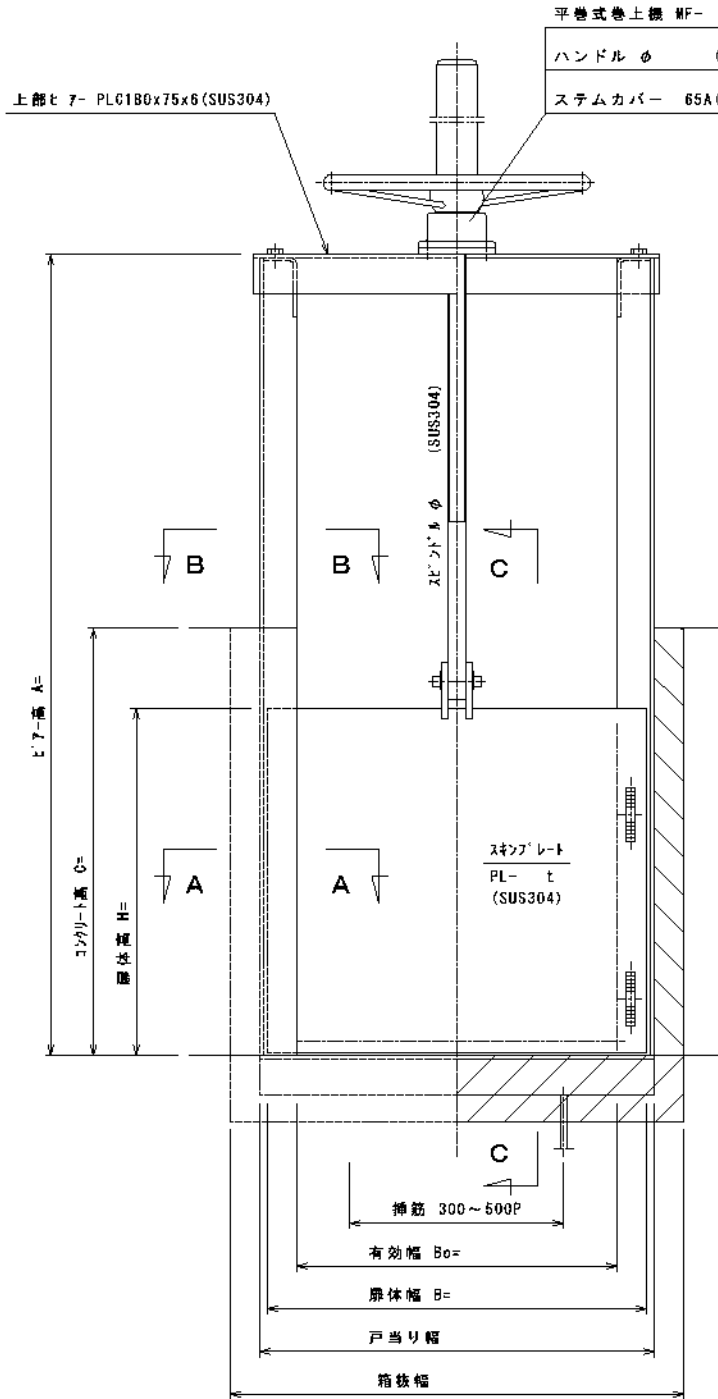 平巻式巻上機 MF-
ハンドル φ (
ステムカバー 65A(
上部ピアー PLC180x75x6(SUS304)
スピンドル φ (SUS304)
B
B
C
ピアー高 A=
コンクリート高 C=
扉体高 H=
A
A
スキンプレート
PL- t
(SUS304)
C
挿筋 300~500P
有効幅 Bo=
扉体幅 B=
戸当り幅
箱抜幅